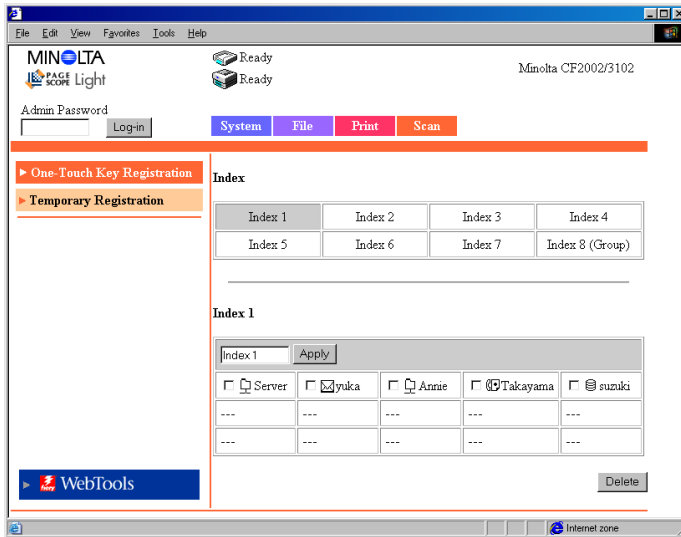 File Edit View Favorites Tools Help
MINOLTA
PAGE SCOPE Light
Ready
Ready
Minolta CF2002/3102
Admin Password
Log-in
System File Print Scan
One-Touch Key Registration
Temporary Registration
Index
Index 1 Index 2 Index 3 Index 4
Index 5 Index 6 Index 7 Index 8 (Group)
Index 1
Index 1 Apply
Server yuka Annie Takayama suzuki
--- --- --- --- ---
--- --- --- --- ---
Delete
fiery WebTools
Internet zone